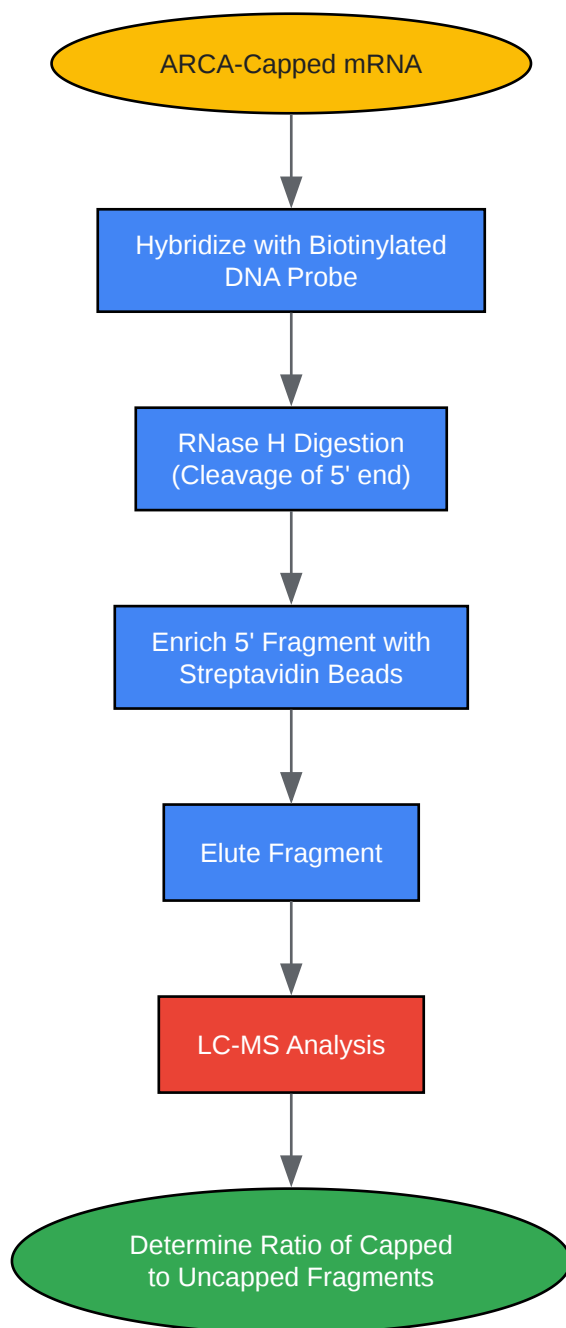 ARCA-Capped mRNA
Hybridize with Biotinylated
DNA Probe
RNase H Digestion
(Cleavage of 5' end)
Enrich 5' Fragment with
Streptavidin Beads
Elute Fragment
LC-MS Analysis
Determine Ratio of Capped
to Uncapped Fragments